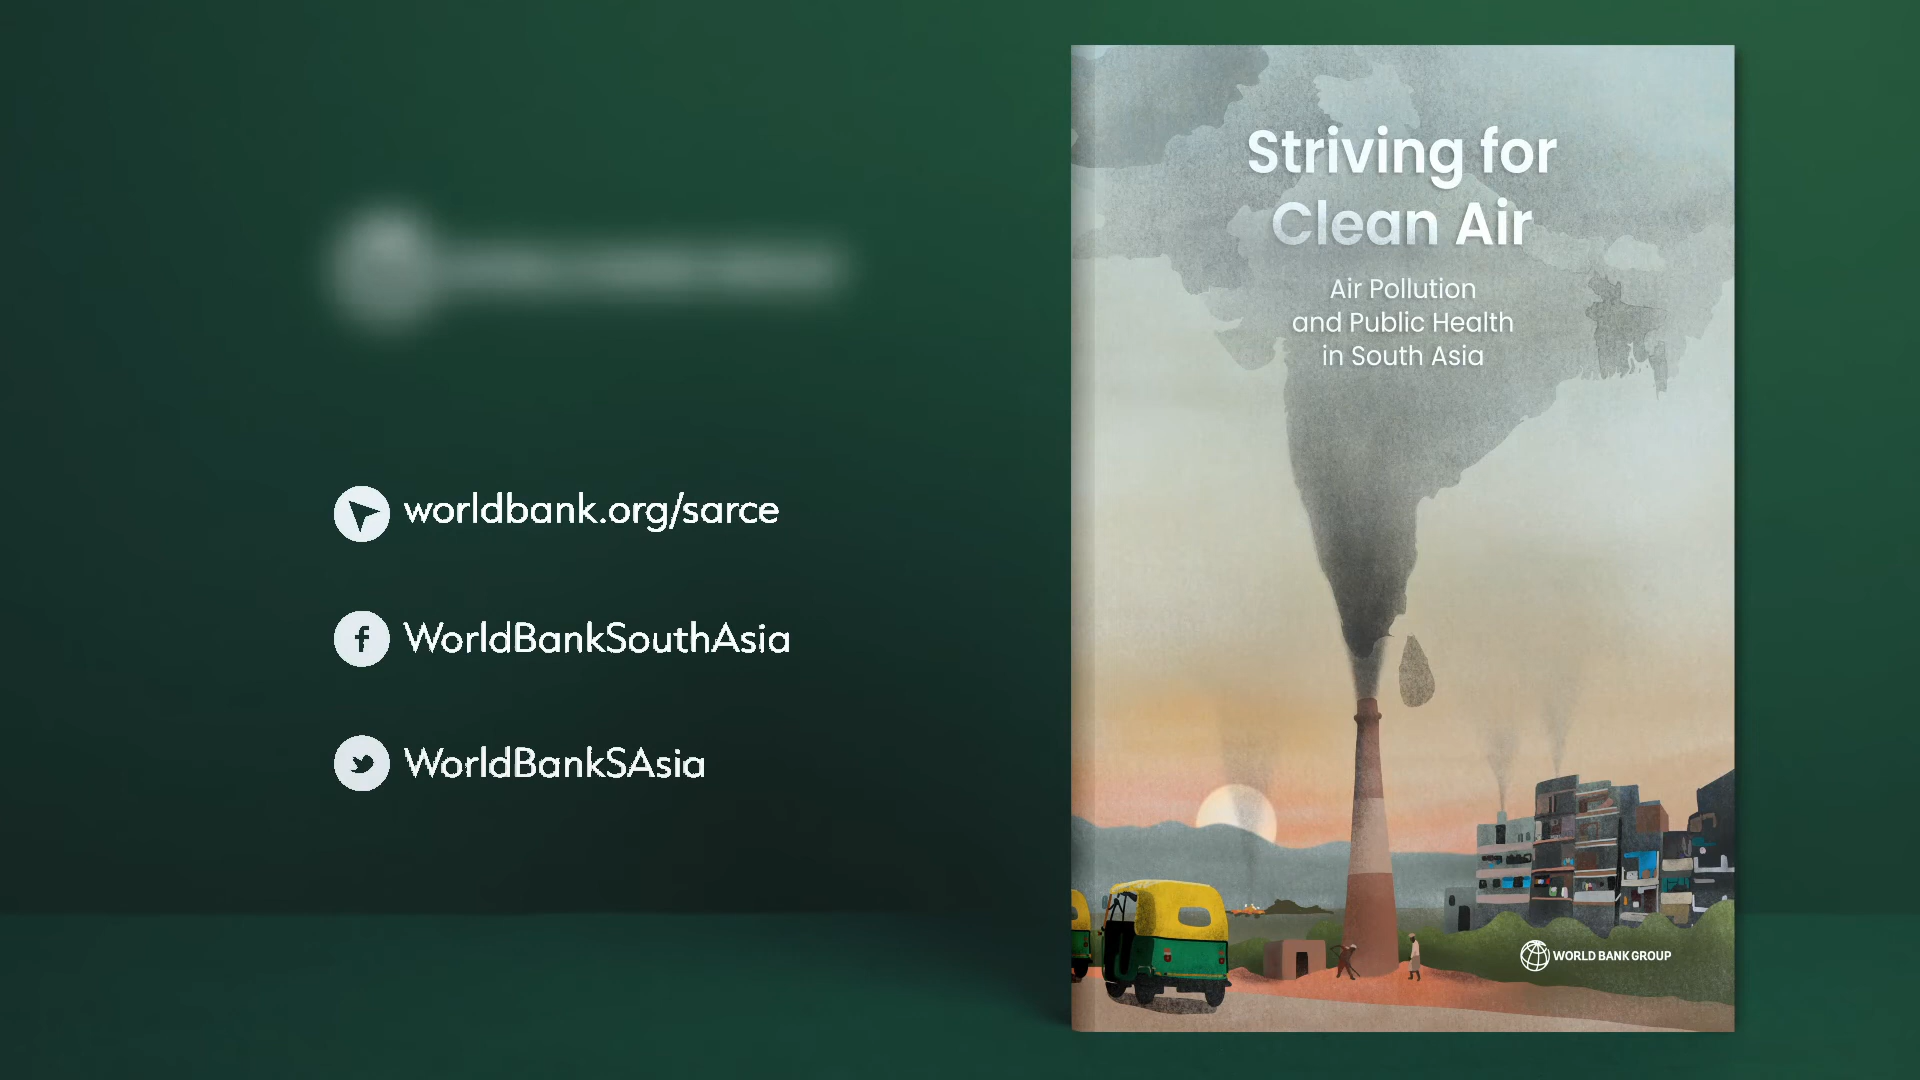 worldbank.org/sarce
WorldBankSouthAsia
WorldBankSAsia
Striving for
Clean Air
Air Pollution
and Public Health
in South Asia
WORLD BANK GROUP